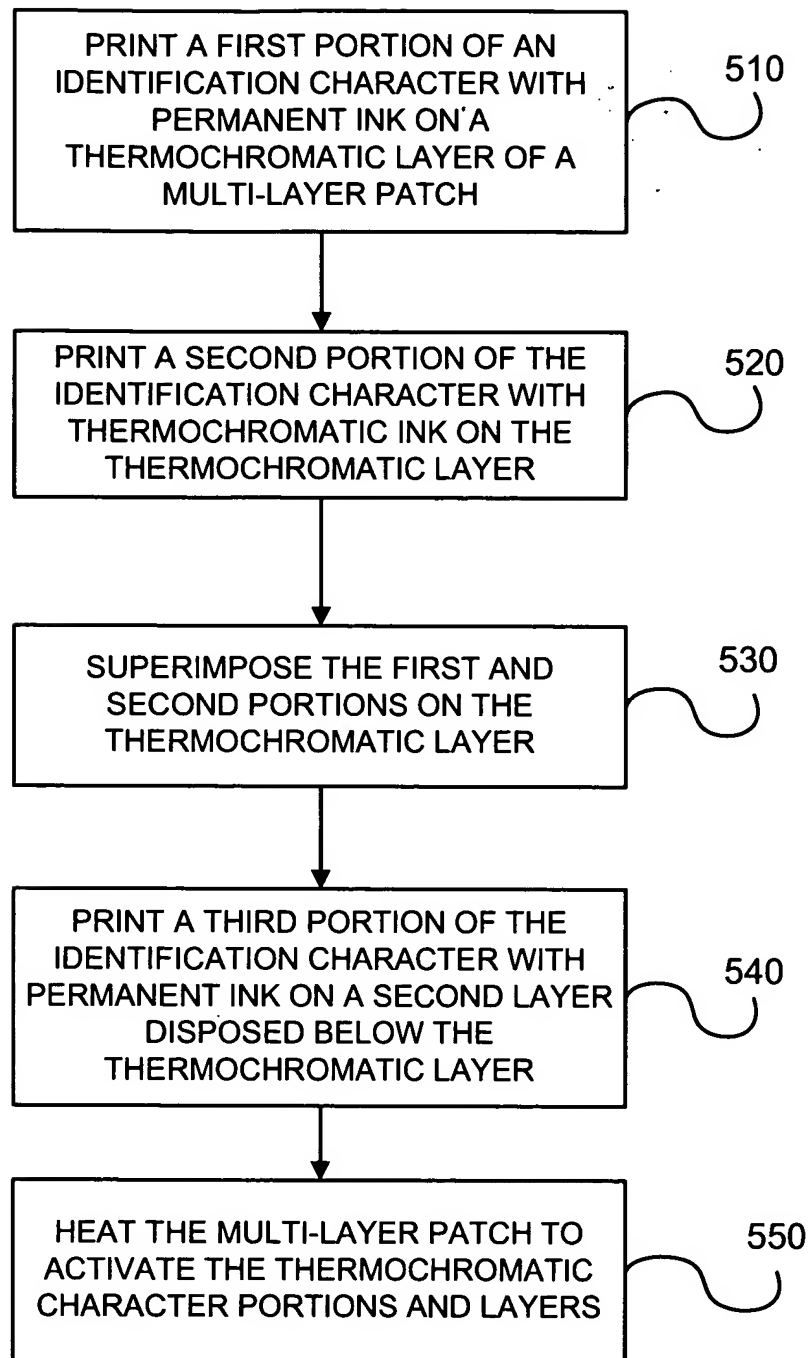 PRINT A FIRST PORTION OF AN
IDENTIFICATION CHARACTER WITH
PERMANENT INK ON A
THERMOCHROMATIC LAYER OF A
MULTI-LAYER PATCH
510
PRINT A SECOND PORTION OF THE
IDENTIFICATION CHARACTER WITH
THERMOCHROMATIC INK ON THE
THERMOCHROMATIC LAYER
520
SUPERIMPOSE THE FIRST AND
SECOND PORTIONS ON THE
THERMOCHROMATIC LAYER
530
PRINT A THIRD PORTION OF THE
IDENTIFICATION CHARACTER WITH
PERMANENT INK ON A SECOND LAYER
DISPOSED BELOW THE
THERMOCHROMATIC LAYER
540
HEAT THE MULTI-LAYER PATCH TO
ACTIVATE THE THERMOCHROMATIC
CHARACTER PORTIONS AND LAYERS
550